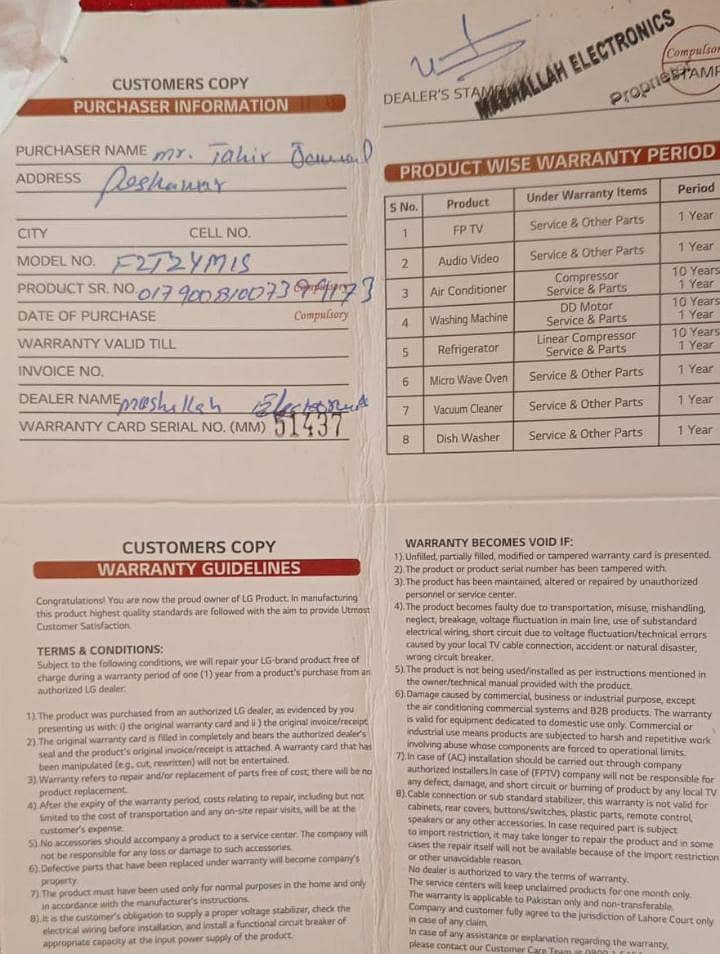 CUSTOMERS COPY
PURCHASER INFORMATION
PURCHASER NAME mr. Tahir
ADDRESS Peshawar
CITY CELL NO.
MODEL NO. F2T2YM1S
PRODUCT SR. NO. Compulsory
DATE OF PURCHASE Compulsory
WARRANTY VALID TILL
INVOICE NO.
DEALER NAME mashallah Electronics
WARRANTY CARD SERIAL NO. (MM) 51437
DEALER'S STAMP MASHALLAH ELECTRONICS
Proprietor
Compulsory
STAMP
PRODUCT WISE WARRANTY PERIOD
S No. Product Under Warranty Items Period
1 FP TV Service & Other Parts 1 Year
2 Audio Video Service & Other Parts 1 Year
3 Air Conditioner Compressor 10 Years
Service & Parts 1 Year
4 Washing Machine DD Motor 10 Years
Service & Parts 1 Year
5 Refrigerator Linear Compressor 10 Years
Service & Parts 1 Year
6 Micro Wave Oven Service & Other Parts 1 Year
7 Vacuum Cleaner Service & Other Parts 1 Year
8 Dish Washer Service & Other Parts 1 Year
CUSTOMERS COPY
WARRANTY GUIDELINES
Congratulations! You are now the proud owner of LG Product. In manufacturing
this product highest quality standards are followed with the aim to provide Utmost
Customer Satisfaction.
TERMS & CONDITIONS:
Subject to the following conditions, we will repair your LG-brand product free of
charge during a warranty period of one (1) year from a product's purchase from an
authorized LG dealer.
1). The product was purchased from an authorized LG dealer, as evidenced by you
presenting us with: i) the original warranty card and ii ) the original invoice/receipt
2). The original warranty card is filled in completely and bears the authorized dealer's
seal and the product's original invoice/receipt is attached. A warranty card that has
been manipulated (e.g, cut, rewritten) will not be entertained.
3). Warranty refers to repair and/or replacement of parts free of cost; there will be no
product replacement.
4). After the expiry of the warranty period, costs relating to repair, including but not
limited to the cost of transportation and any on-site repair visits, will be at the
customer's expense.
5). No accessories should accompany a product to a service center. The company will
not be responsible for any loss or damage to such accessories.
6). Defective parts that have been replaced under warranty will become company's
property.
7). The product must have been used only for normal purposes in the home and only
in accordance with the manufacturer's instructions.
8). It is the customer's obligation to supply a proper voltage stabilizer, check the
electrical wiring before installation, and install a functional circuit breaker of
appropriate capacity at the input power supply of the product.
WARRANTY BECOMES VOID IF:
1). Unfilled, partially filled, modified or tampered warranty card is presented.
2). The product or product serial number has been tampered with.
3). The product has been maintained, altered or repaired by unauthorized
personnel or service center.
4). The product becomes faulty due to transportation, misuse, mishandling,
neglect, breakage, voltage fluctuation in main line, use of substandard
electrical wiring, short circuit due to voltage fluctuation/technical errors
caused by your local TV cable connection, accident or natural disaster,
wrong circuit breaker.
5). The product is not being used/installed as per instructions mentioned in
the owner/technical manual provided with the product.
6). Damage caused by commercial, business or industrial purpose, except
the air conditioning commercial systems and B2B products. The warranty
is valid for equipment dedicated to domestic use only. Commercial or
industrial use means products are subjected to harsh and repetitive work
involving abuse whose components are forced to operational limits.
7). In case of (AC) installation should be carried out through company
authorized installers.In case of (FPTV) company will not be responsible for
any defect, damage, and short circuit or burning of product by any local TV
8). Cable connection or sub standard stabilizer, this warranty is not valid for
cabinets, rear covers, buttons/switches, plastic parts, remote control,
speakers or any other accessories. In case required part is subject
to import restriction, it may take longer to repair the product and in some
cases the repair itself will not be available because of the import restriction
or other unavoidable reason.
No dealer is authorized to vary the terms of warranty.
The service centers will keep unclaimed products for one month only.
The warranty is applicable to Pakistan only and non-transferable.
Company and customer fully agree to the jurisdiction of Lahore Court only
in case of any claim.
In case of any assistance or explanation regarding the warranty,
please contact our Customer Care Team at